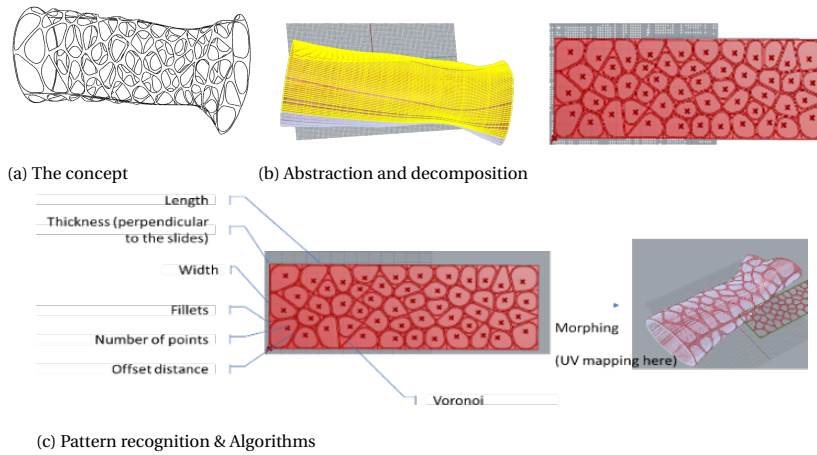 (a) The concept
(b) Abstraction and decomposition
Length
Thickness (perpendicular
to the slides)
Width
Fillets
Number of points
Offset distance
Voronoi
Morphing
(UV mapping here)
(c) Pattern recognition & Algorithms